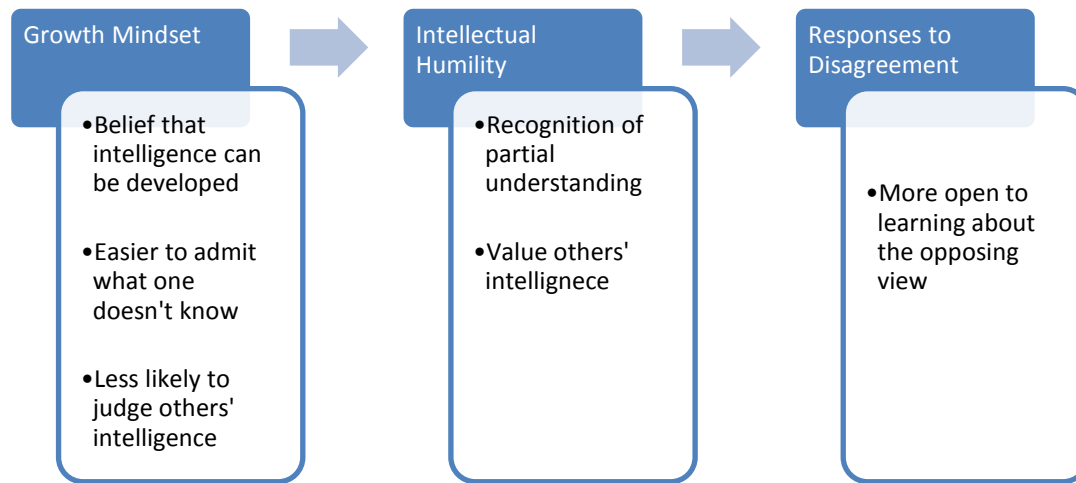 Growth Mindset
•Belief that
intelligence can
be developed
•Easier to admit
what one
doesn't know
•Less likely to
judge others'
intelligence
Intellectual
Humility
•Recognition of
partial
understanding
•Value others'
intellignece
Responses to
Disagreement
•More open to
learning about
the opposing
view